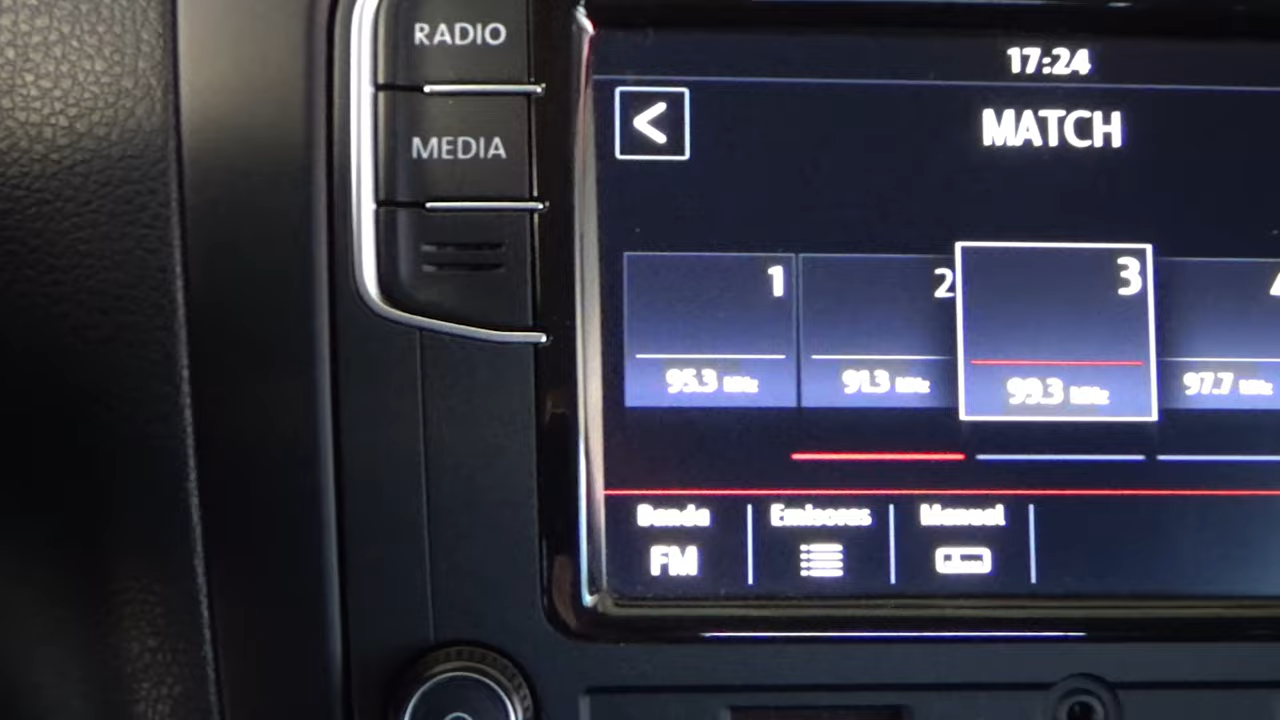 RADIO
MEDIA
17:24
MATCH
1
2
3
4
95.3 MHz
91.3 MHz
99.3 MHz
97.7 MHz
Banda
FM
Emisoras
Manual